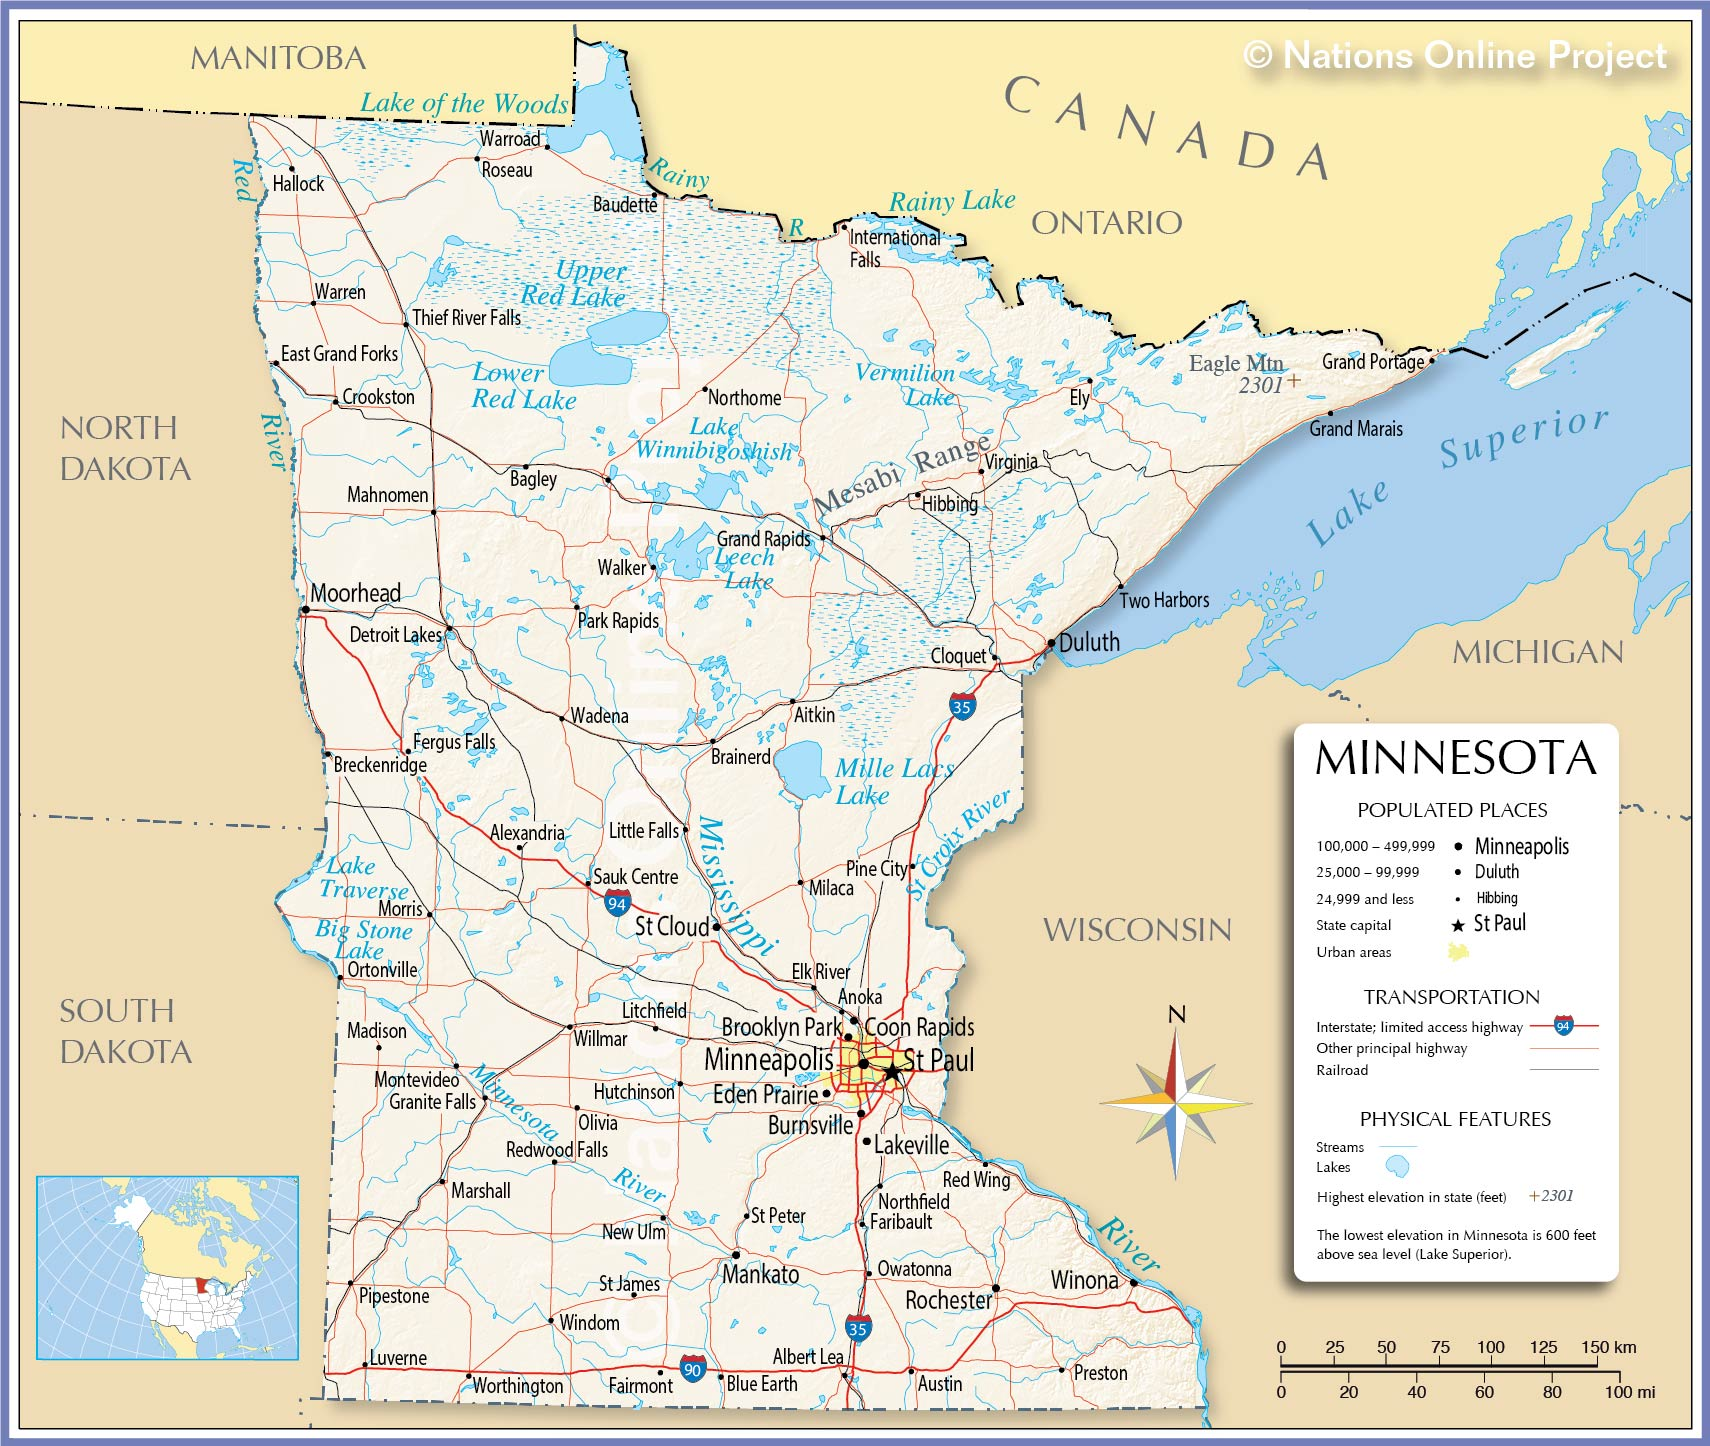 © Nations Online Project
MANITOBA
CANADA
ONTARIO
Lake of the Woods
Warroad
Roseau
Hallock
Red
Rainy
Baudette
R
Rainy Lake
International
Falls
Upper
Red Lake
Warren
Thief River Falls
East Grand Forks
Crookston
Lower
Red Lake
Northome
Vermilion
Lake
Ely
Eagle Mtn
2301
Grand Portage
Grand Marais
Lake Superior
NORTH
DAKOTA
River
Lake
Winnibigoshish
Mesabi Range
Virginia
Hibbing
Bagley
Mahnomen
Grand Rapids
Walker
Leech
Lake
Moorhead
Detroit Lakes
Park Rapids
Two Harbors
Duluth
Cloquet
MICHIGAN
35
Wadena
Aitkin
Fergus Falls
Breckenridge
Brainerd
Mille Lacs
Lake
Alexandria
Little Falls
Mississippi
St Croix River
Pine City
Milaca
Lake
Traverse
Morris
Sauk Centre
94
St Cloud
Big Stone
Lake
Ortonville
WISCONSIN
Elk River
Anoka
SOUTH
DAKOTA
Madison
Litchfield
Willmar
Brooklyn Park
Coon Rapids
Minneapolis
St Paul
Montevideo
Granite Falls
Minnesota
Hutchinson
Eden Prairie
Olivia
Burnsville
Redwood Falls
Lakeville
River
Marshall
Red Wing
Northfield
Faribault
St Peter
New Ulm
River
Mankato
Owatonna
St James
Pipestone
Rochester
Winona
Windom
35
Luverne
90
Albert Lea
Worthington
Fairmont
Blue Earth
Austin
Preston
MINNESOTA
POPULATED PLACES
100,000 – 499,999 Minneapolis
25,000 – 99,999 Duluth
24,999 and less Hibbing
State capital St Paul
Urban areas
TRANSPORTATION
Interstate; limited access highway 94
Other principal highway
Railroad
PHYSICAL FEATURES
Streams
Lakes
Highest elevation in state (feet) +2301
The lowest elevation in Minnesota is 600 feet
above sea level (Lake Superior).
N
0 25 50 75 100 125 150 km
0 20 40 60 80 100 mi